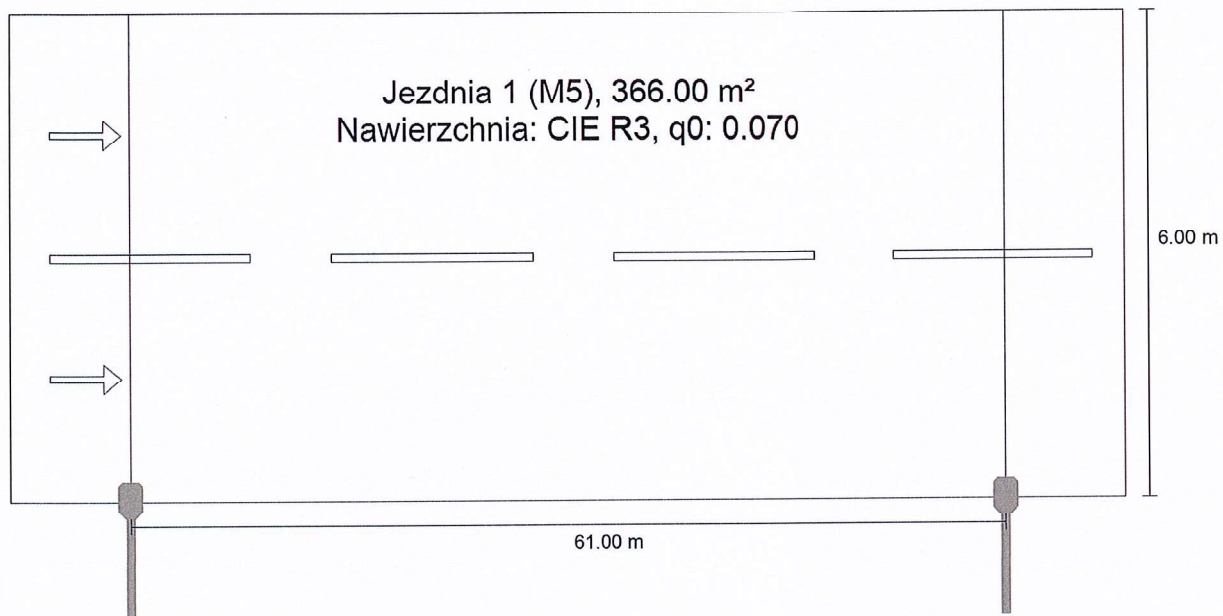 Jezdnia 1 (M5), 366.00 m²
Nawierzchnia: CIE R3, q0: 0.070
6.00 m
61.00 m